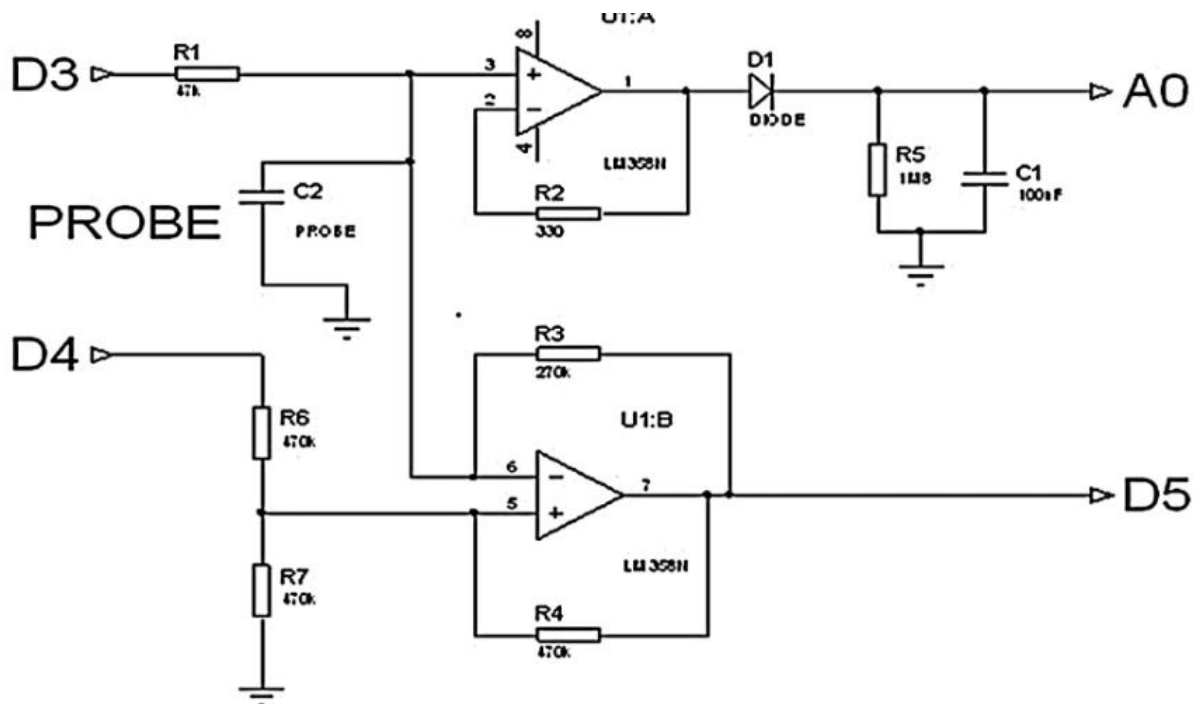 U1:A
D3
R1
47k
3
8
2
4
1
LM358N
D1
DIODE
A0
R5
1M8
C1
100nF
R2
330
C2
PROBE
PROBE
D4
R3
270k
R6
470k
U1:B
6
5
7
D5
LM358N
R7
470k
R4
470k